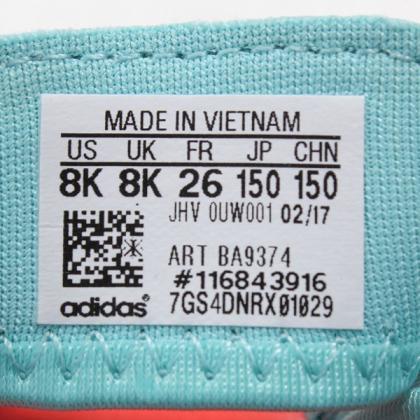 MADE IN VIETNAM
US UK FR JP CHN
8K 8K 26 150 150
JHV 0UW001 02/17
ART BA9374
#116843916
adidas® 7GS4DNRX01029